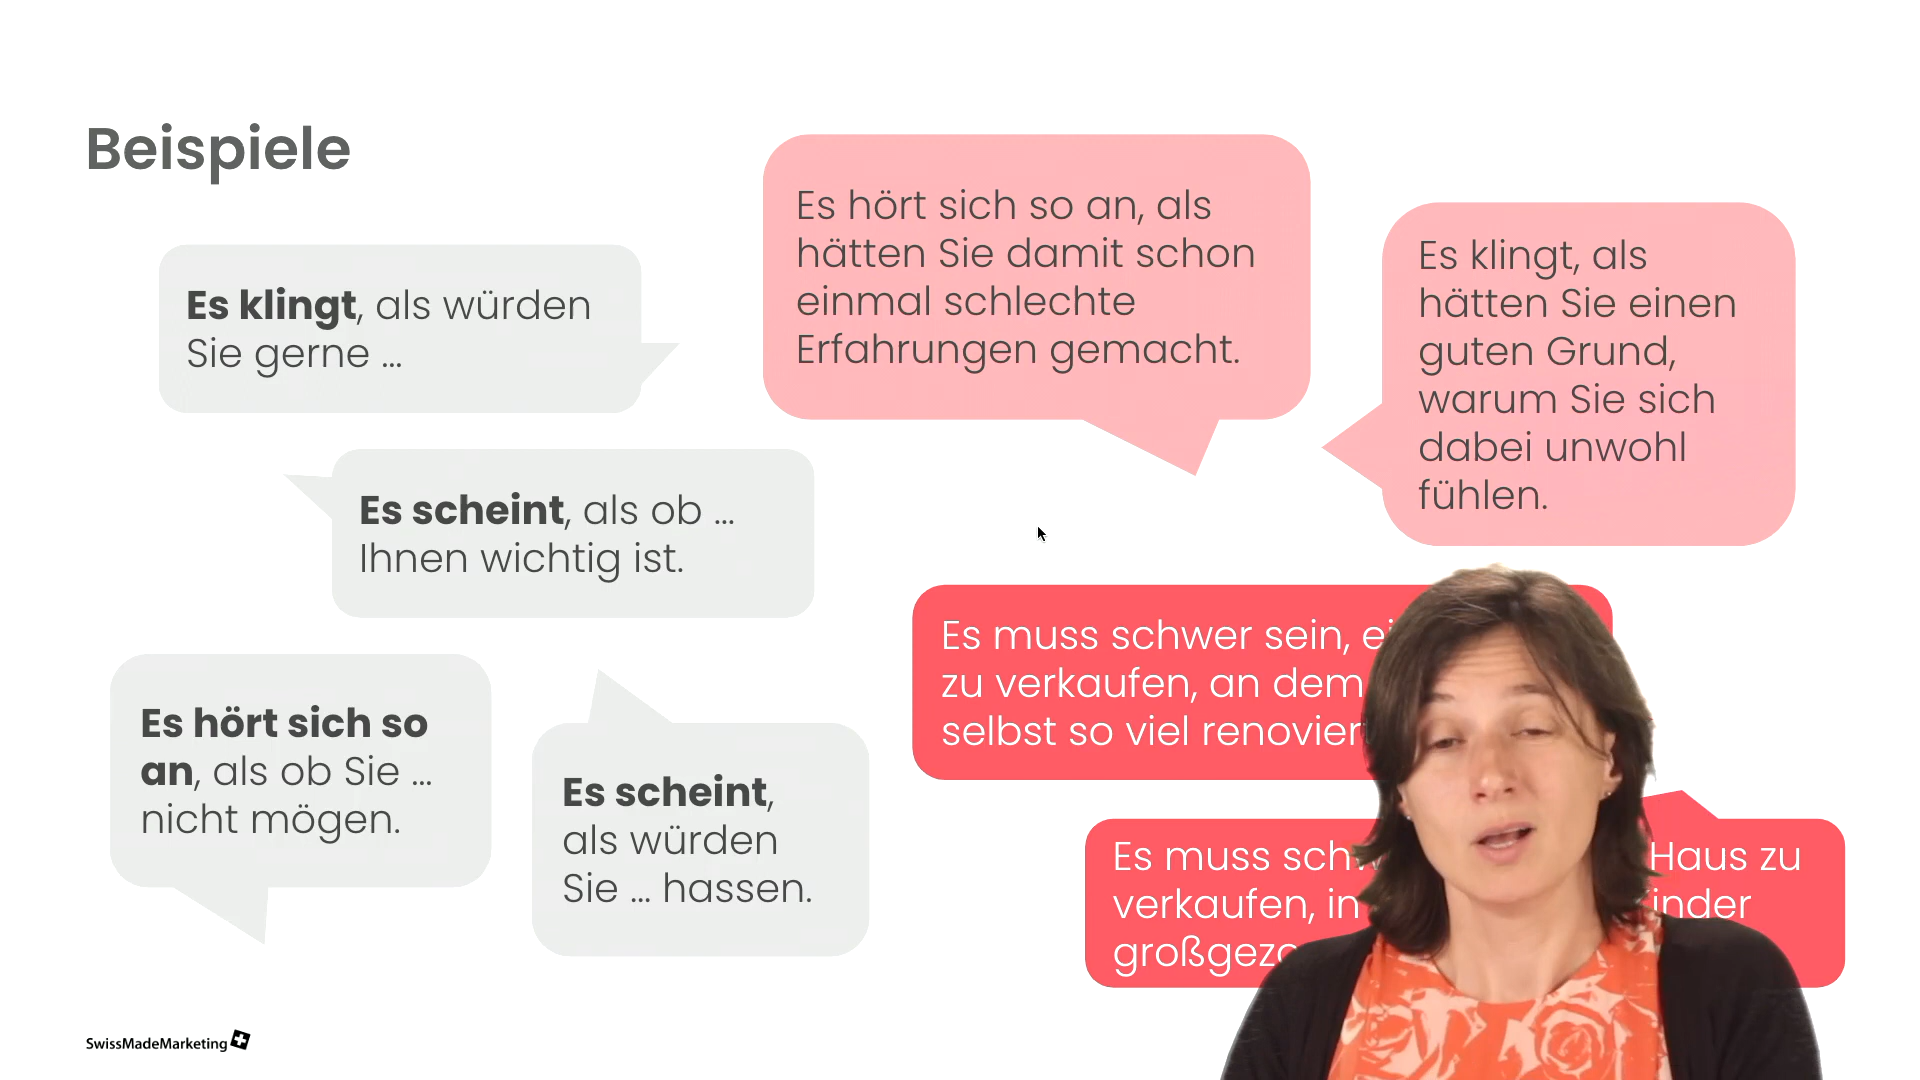 Beispiele
Es klingt, als würden
Sie gerne ...
Es scheint, als ob ...
Ihnen wichtig ist.
Es hört sich so
an, als ob Sie ...
nicht mögen.
Es scheint,
als würden
Sie ... hassen.
Es hört sich so an, als
hätten Sie damit schon
einmal schlechte
Erfahrungen gemacht.
Es klingt, als
hätten Sie einen
guten Grund,
warum Sie sich
dabei unwohl
fühlen.
Es muss schwer sein,
zu verkaufen, an dem
selbst so viel
Es muss Haus zu
verkaufen, in
SwissMadeMarketing